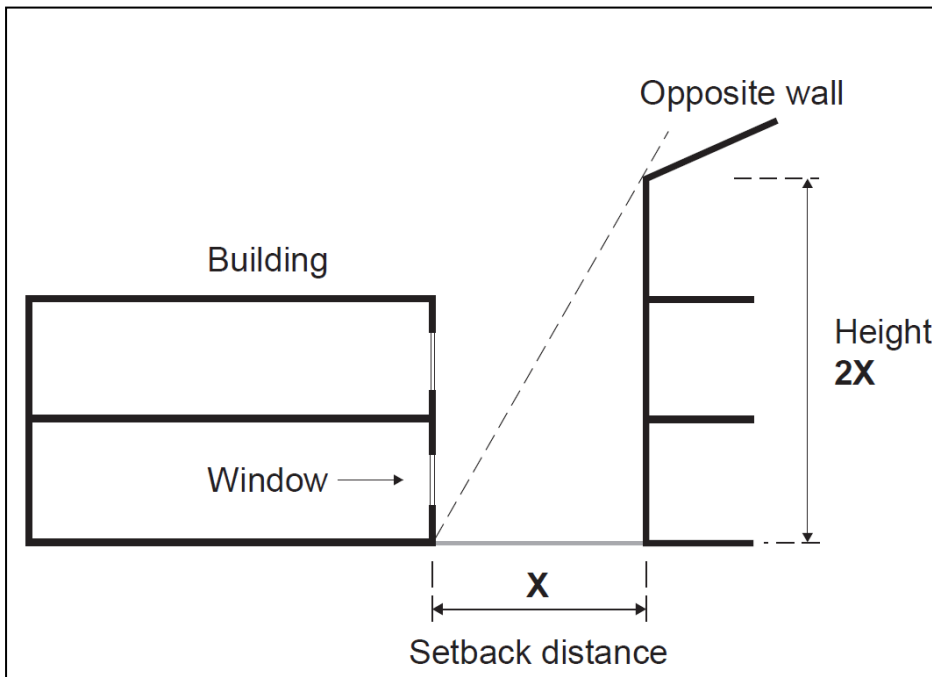 Opposite wall
Building
Height
2X
Window
X
Setback distance